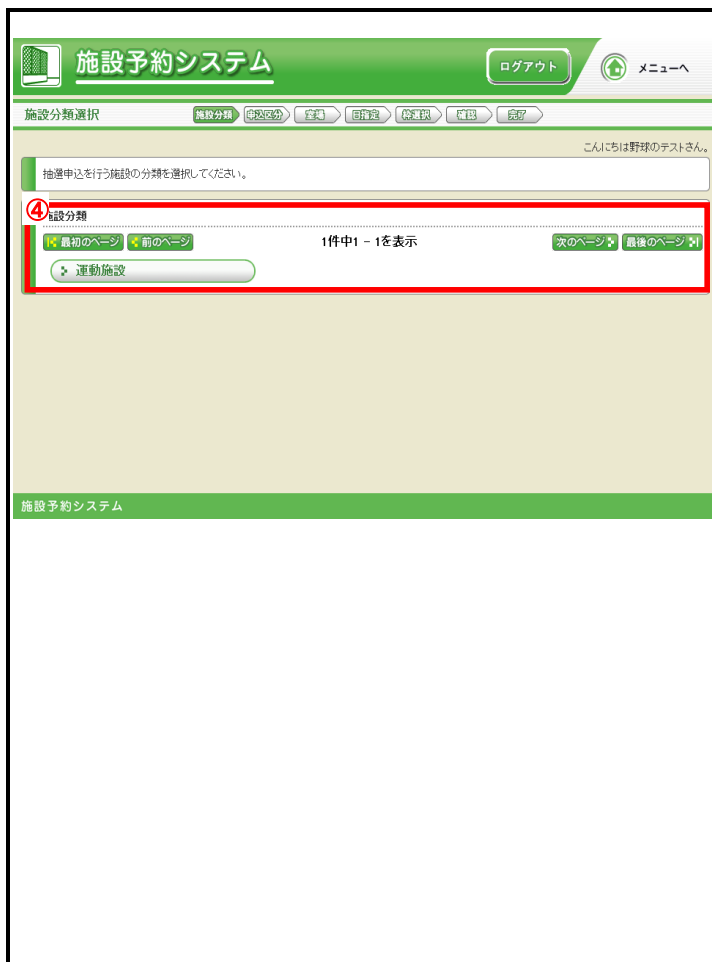 施設予約システム
ログアウト
メニューへ
施設分類選択
施設分類 申込区分 室場 日指定 枠選択 確認 完了
こんにちは野球のテストさん。
抽選申込を行う施設の分類を選択してください。
④
施設分類
最初のページ 前のページ 1件中1 - 1を表示 次のページ 最後のページ
運動施設
施設予約システム